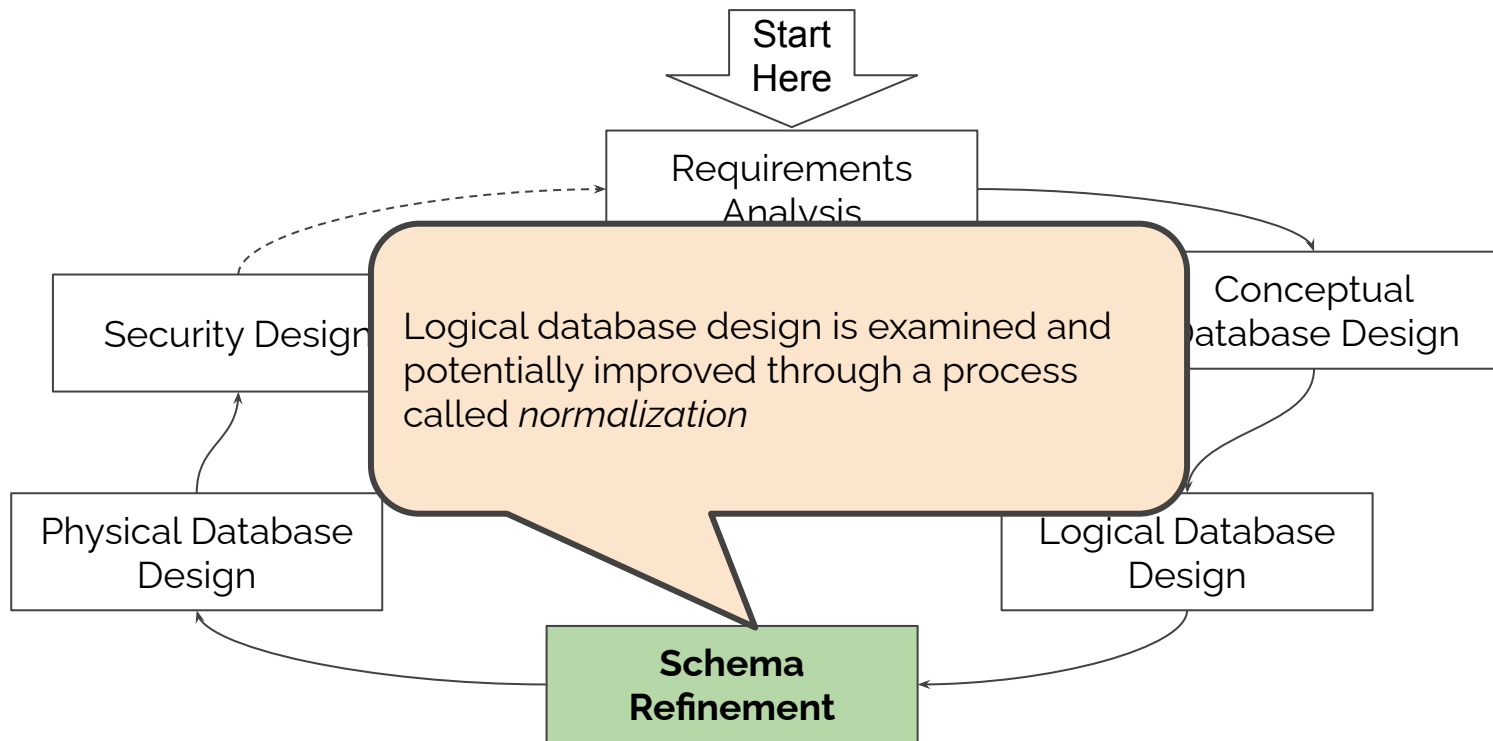 Start
Here
Requirements
Analysis
Security Design
Logical database design is examined and
potentially improved through a process
called normalization
Conceptual
Database Design
Physical Database
Design
Logical Database
Design
Schema
Refinement